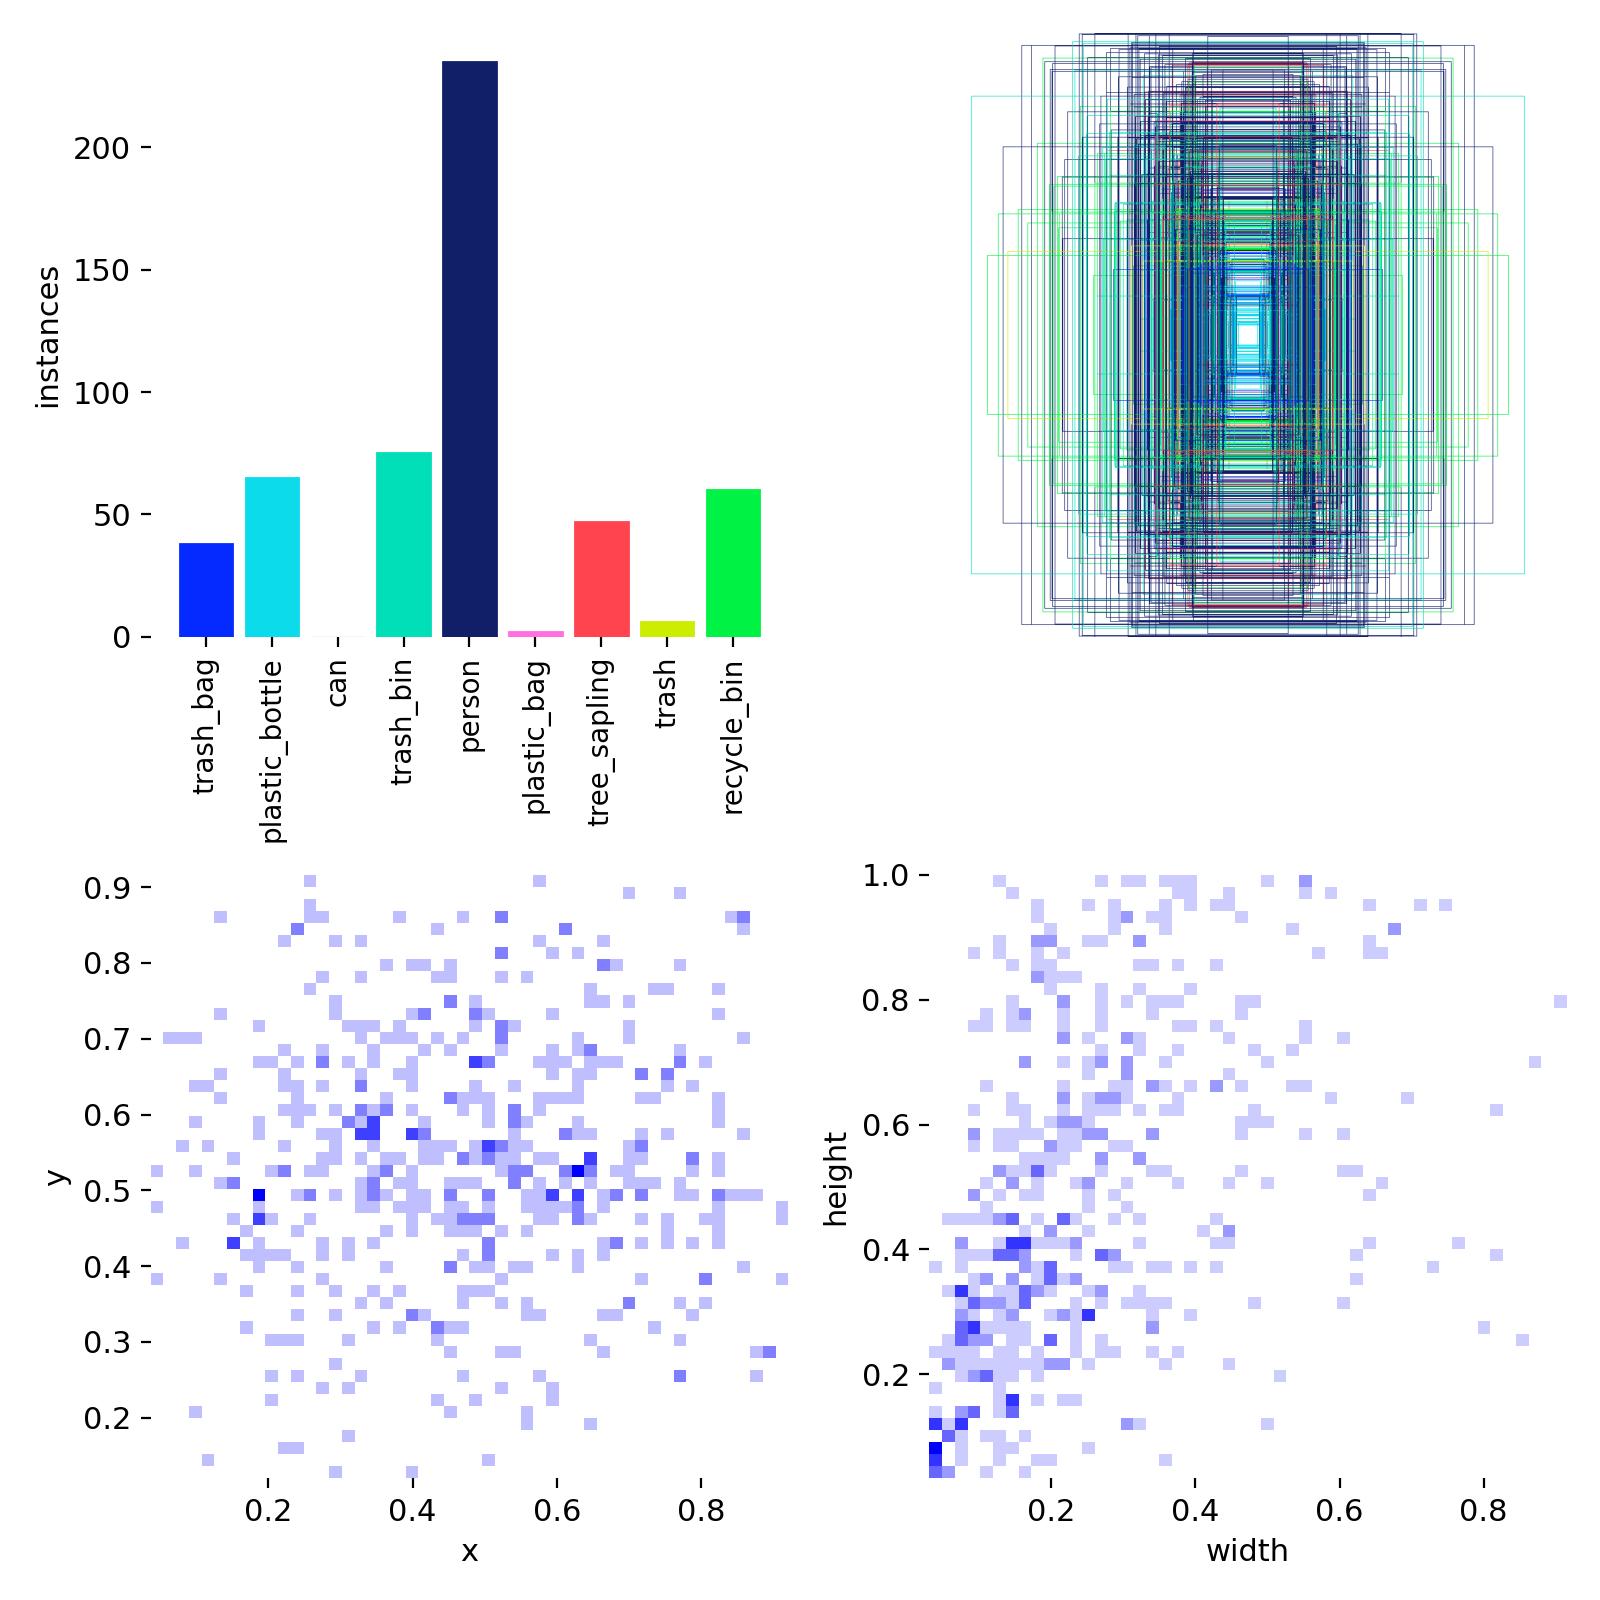 instances
200
150
100
50
0
trash_bag
plastic_bottle
can
trash_bin
person
plastic_bag
tree_sapling
trash
recycle_bin
y
0.9
0.8
0.7
0.6
0.5
0.4
0.3
0.2
0.2 0.4 0.6 0.8
x
height
1.0
0.8
0.6
0.4
0.2
0.2 0.4 0.6 0.8
width